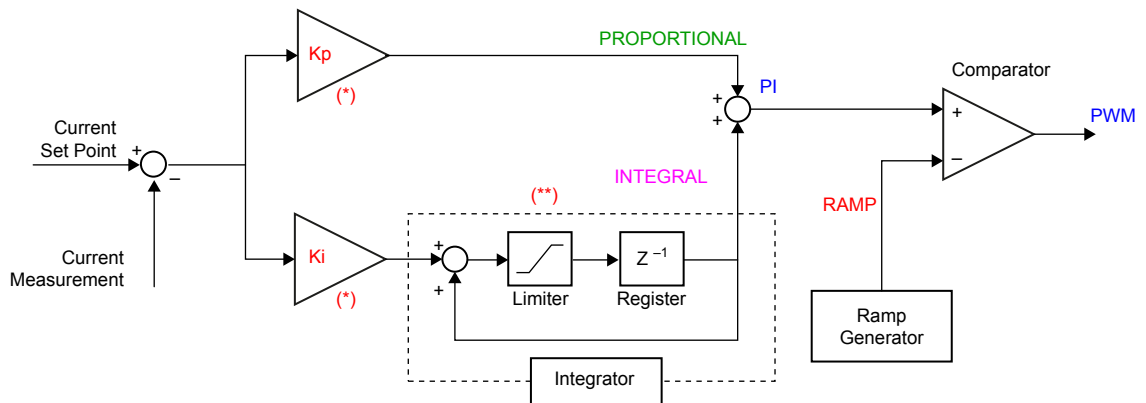 Kp
(*)
PROPORTIONAL
+
+
PI
Comparator
+
−
PWM
Current
Set Point
+
−
INTEGRAL
RAMP
(**)
Current
Measurement
Ki
(*)
+
+
Limiter
Z −1
Register
Ramp
Generator
Integrator